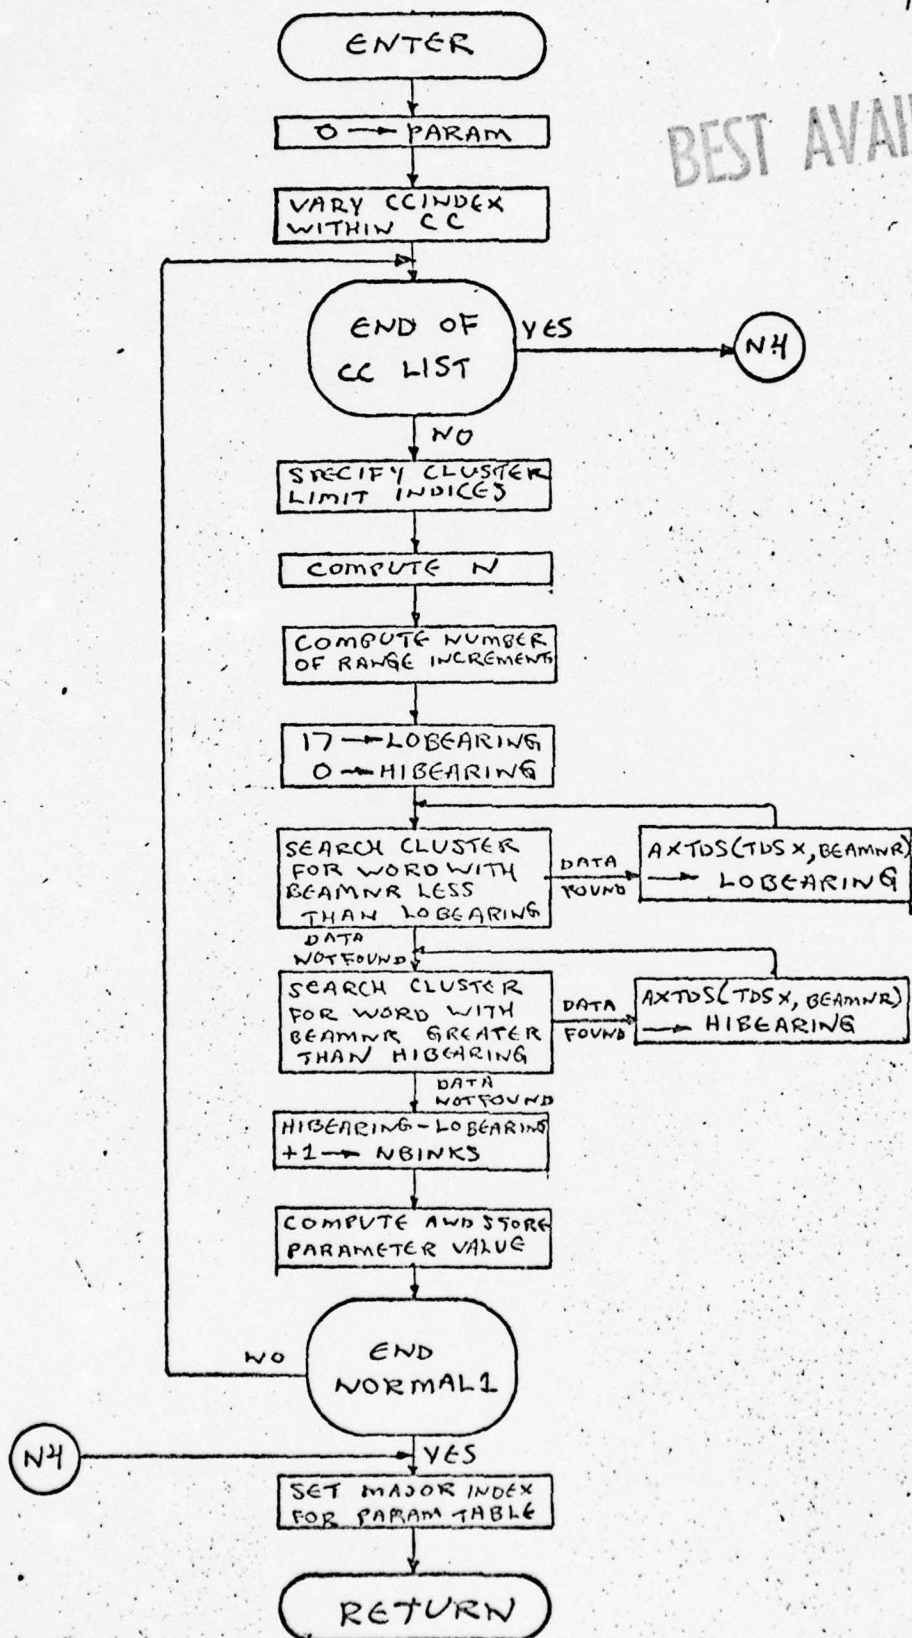 ENTER
BEST AVAIL
0 → PARAM
VARY CCINDEX
WITHIN CC
END OF
CC LIST
YES
N4
NO
SPECIFY CLUSTER
LIMIT INDICES
COMPUTE N
COMPUTE NUMBER
OF RANGE INCREMENTS
17 → LOBEARING
0 → HIBEARING
SEARCH CLUSTER
FOR WORD WITH
BEAMNR LESS
THAN LOBEARING
DATA
FOUND
AXTDS(TDSX, BEAMNR)
→ LOBEARING
DATA
NOT FOUND
SEARCH CLUSTER
FOR WORD WITH
BEAMNR GREATER
THAN HIBEARING
DATA
FOUND
AXTDS(TDSX, BEAMNR)
→ HIBEARING
DATA
NOT FOUND
HIBEARING - LOBEARING
+1 → NBINKS
COMPUTE AND STORE
PARAMETER VALUE
NO
END
NORMAL1
N4
YES
SET MAJOR INDEX
FOR PARAM TABLE
RETURN